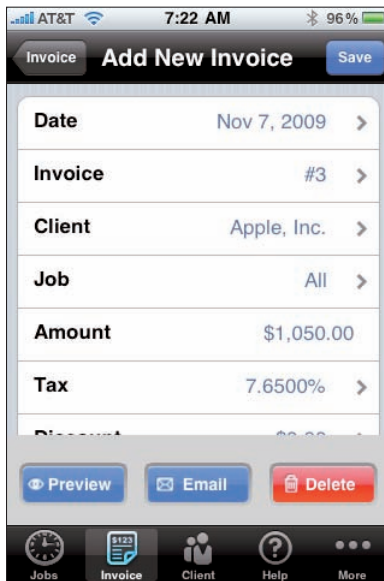 AT&T 7:22 AM 96%
Invoice Add New Invoice Save
Date Nov 7, 2009
Invoice #3
Client Apple, Inc.
Job All
Amount $1,050.00
Tax 7.6500%
Preview Email Delete
$123
Jobs Invoice Client Help More